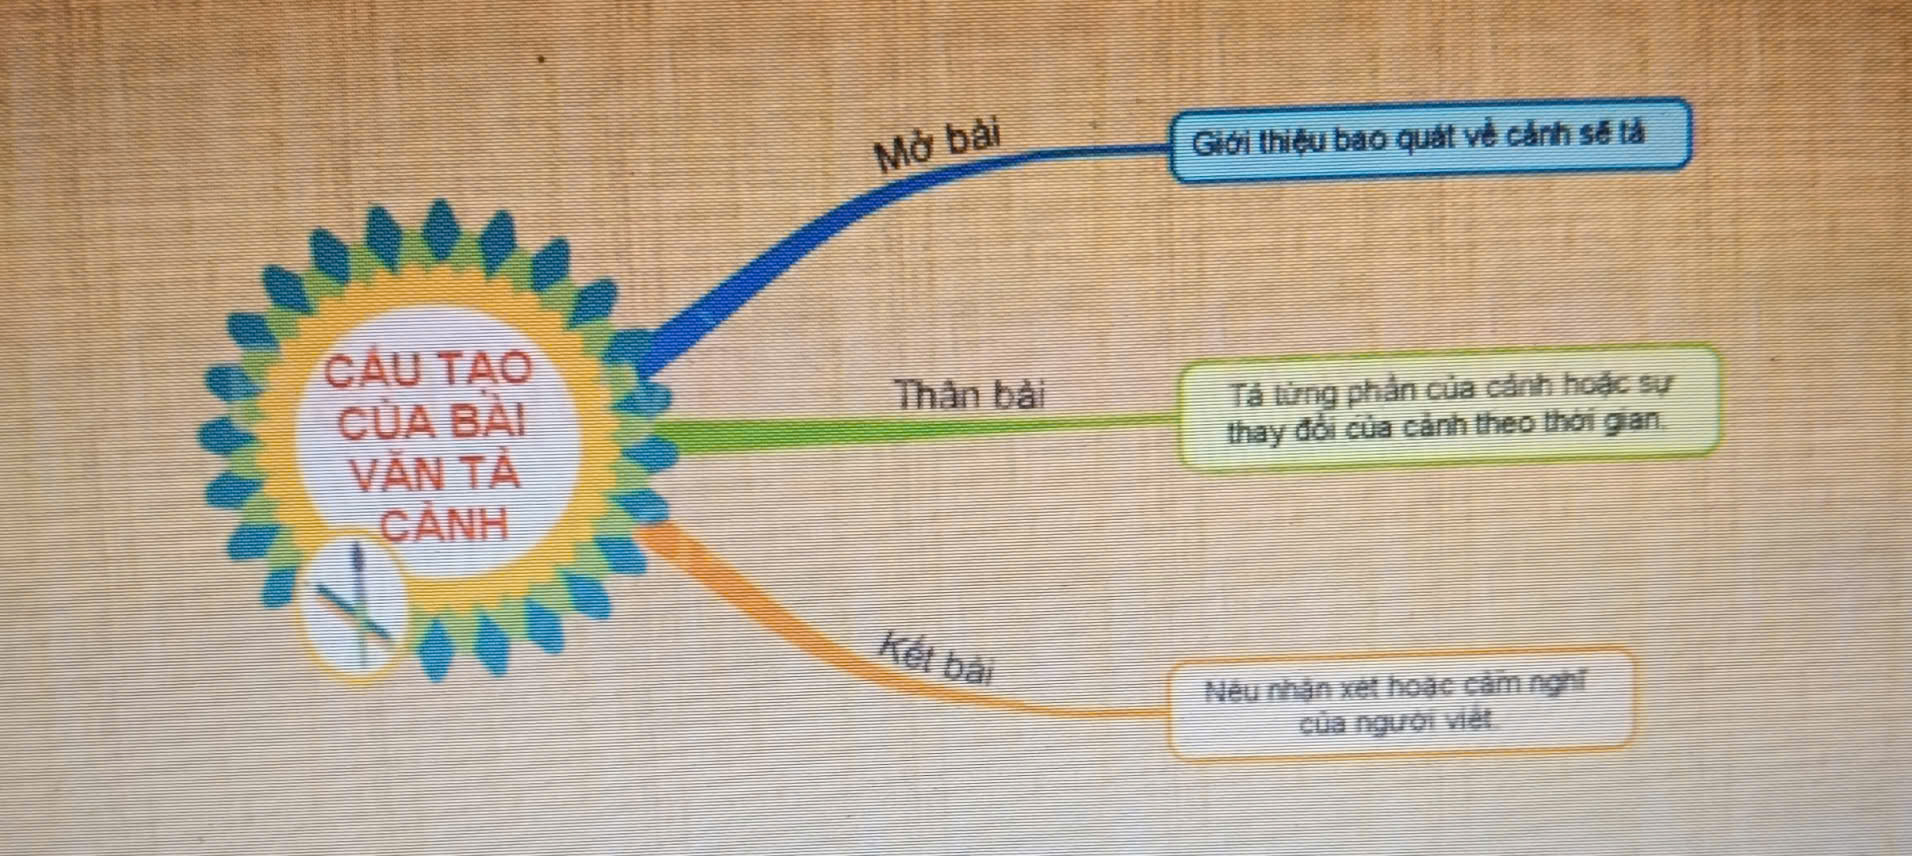 CẤU TẠO
CỦA BÀI
VĂN TẢ
CẢNH
Mở bài
Giới thiệu bao quát về cảnh sẽ tả
Thân bài
Tả từng phần của cảnh hoặc sự
thay đổi của cảnh theo thời gian.
Kết bài
Nêu nhận xét hoặc cảm nghĩ
của người viết.